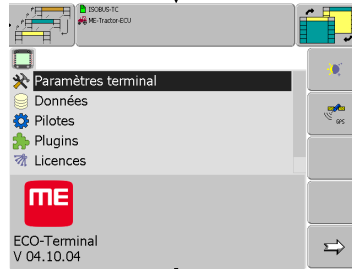 ISOBUS-TC
ME-Tractor-ECU
Paramètres terminal
Données
Pilotes
Plugins
Licences
GPS
ME
ECO-Terminal
V 04.10.04